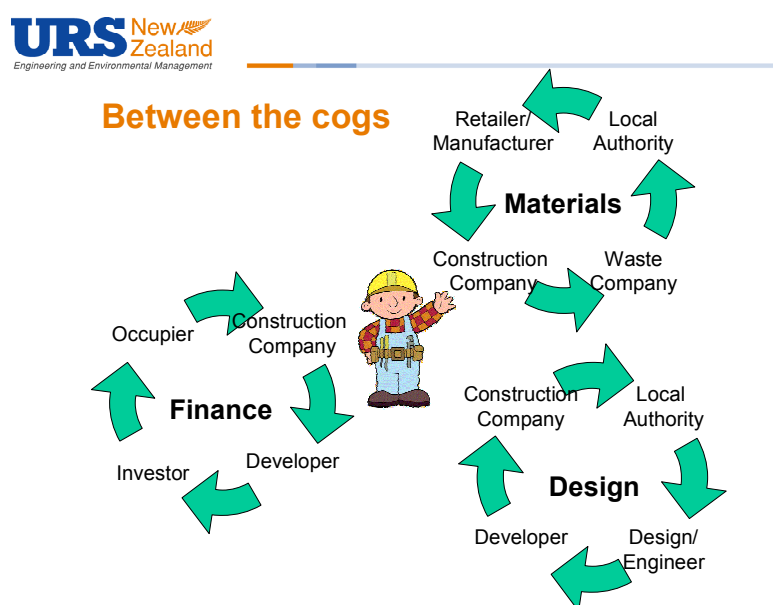 URS New
Zealand
Engineering and Environmental Management
Between the cogs
Retailer/
Manufacturer
Local
Authority
Materials
Construction
Company
Waste
Company
Occupier
Construction
Company
Finance
Investor
Developer
Construction
Company
Local
Authority
Design
Developer
Design/
Engineer